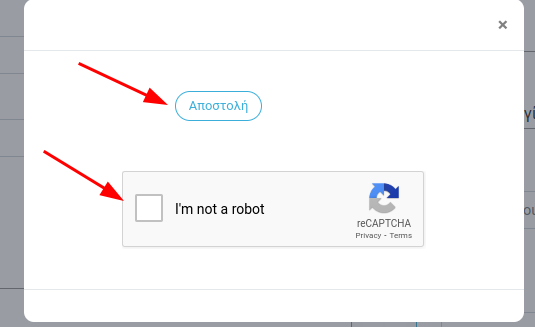 ×
Αποστολή
I'm not a robot
reCAPTCHA
Privacy - Terms